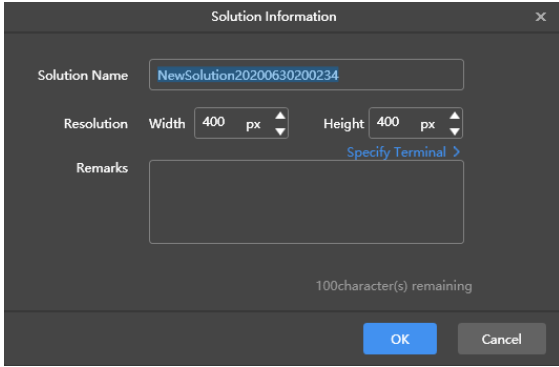 Solution Information
Solution Name NewSolution20200630200234
Resolution Width 400 px Height 400 px
Specify Terminal >
Remarks
100character(s) remaining
OK Cancel